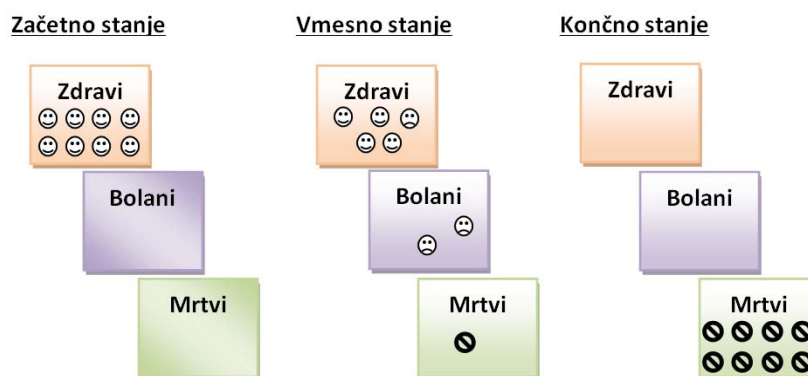 Začetno stanje
Vmesno stanje
Končno stanje
Zdravi
Zdravi
Zdravi
Bolani
Bolani
Bolani
Mrtvi
Mrtvi
Mrtvi